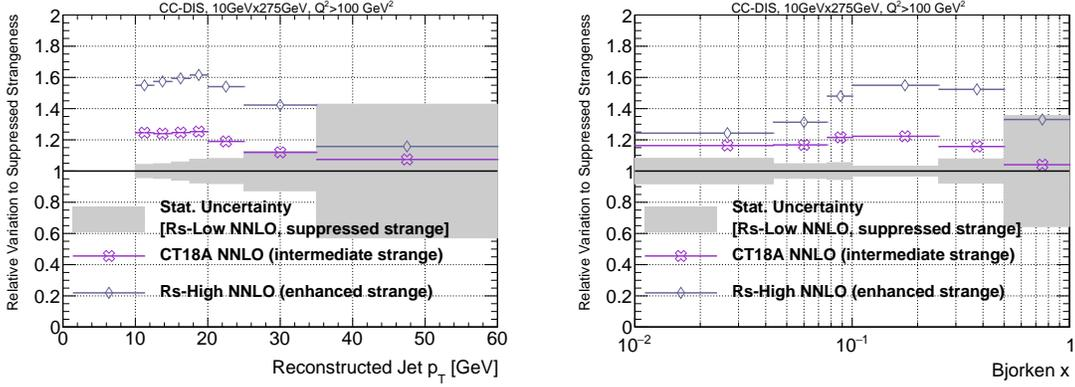 CC-DIS, 10GeVx275GeV, Q²>100 GeV²
Relative Variation to Suppressed Strangeness
2
1.8
1.6
1.4
1.2
1
0.8
0.6
0.4
0.2
0
Stat. Uncertainty
[Rs-Low NNLO, suppressed strange]
CT18A NNLO (intermediate strange)
Rs-High NNLO (enhanced strange)
0 10 20 30 40 50 60
Reconstructed Jet p_T [GeV]
CC-DIS, 10GeVx275GeV, Q²>100 GeV²
Relative Variation to Suppressed Strangeness
2
1.8
1.6
1.4
1.2
1
0.8
0.6
0.4
0.2
0
Stat. Uncertainty
[Rs-Low NNLO, suppressed strange]
CT18A NNLO (intermediate strange)
Rs-High NNLO (enhanced strange)
10⁻² 10⁻¹ 1
Bjorken x